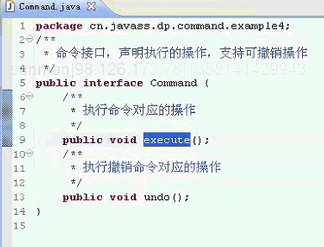 Command.java
1 package cn.javass.dp.command.example4;
2 /**
3 * 命令接口，声明执行的操作，支持可撤销操作
4 */
5 public interface Command {
6 /**
7 * 执行命令对应的操作
8 */
9 public void execute();
10 /**
11 * 执行撤销命令对应的操作
12 */
13 public void undo();
14 }
15